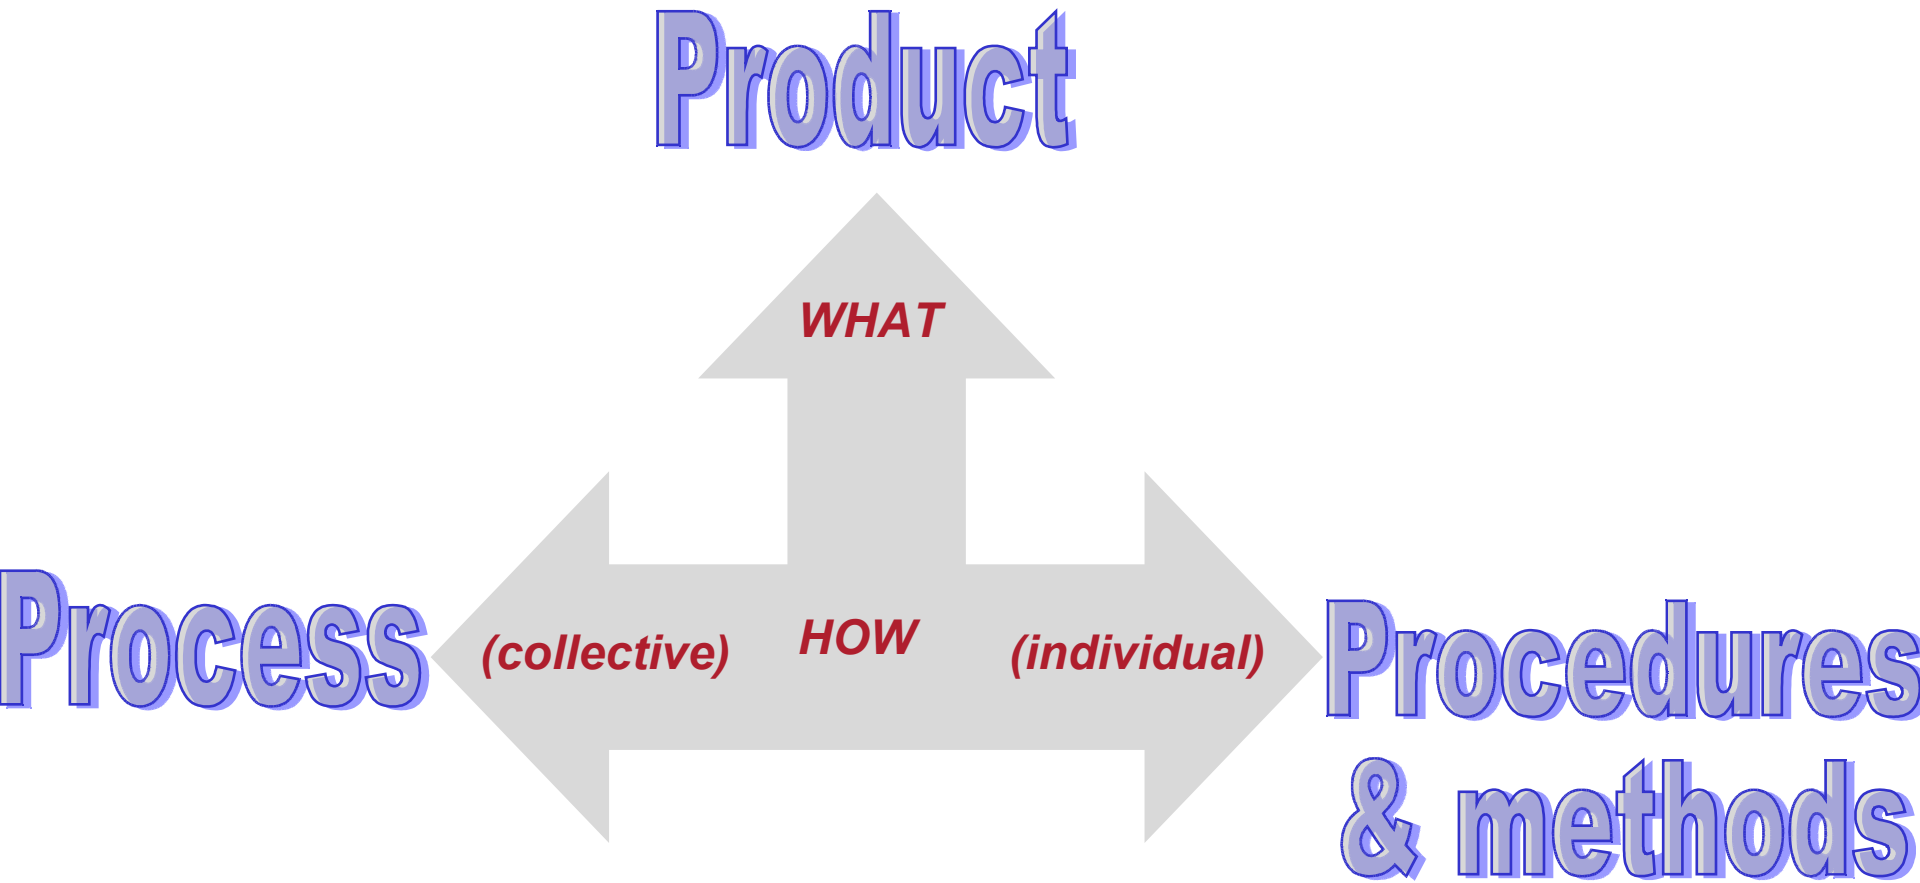 Product
WHAT
Process
(collective)
HOW
(individual)
Procedures
& methods